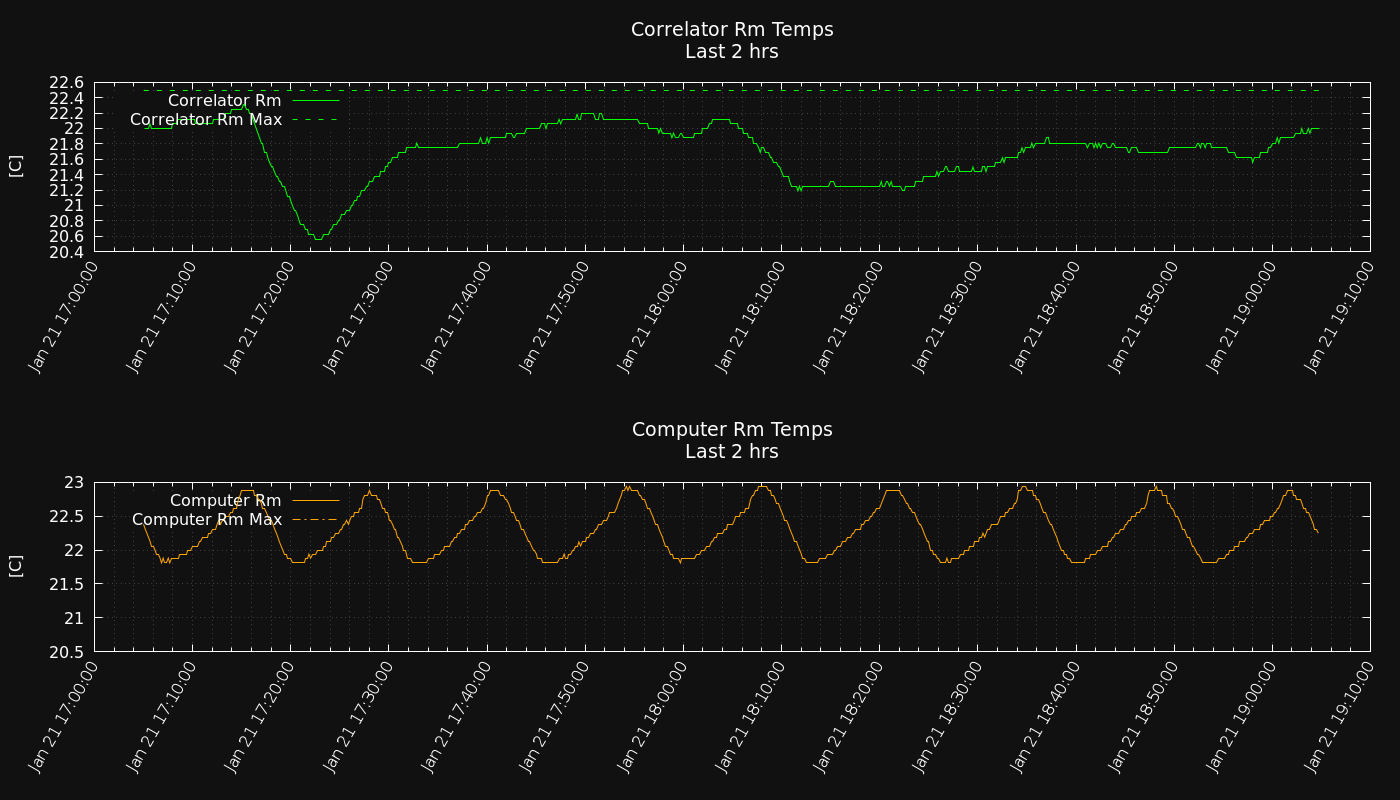 Correlator Rm Temps
Last 2 hrs
22.6
22.4
22.2
22
21.8
21.6
21.4
21.2
21
20.8
20.6
20.4
[C]
Correlator Rm
Correlator Rm Max
Jan 21 17:00:00
Jan 21 17:10:00
Jan 21 17:20:00
Jan 21 17:30:00
Jan 21 17:40:00
Jan 21 17:50:00
Jan 21 18:00:00
Jan 21 18:10:00
Jan 21 18:20:00
Jan 21 18:30:00
Jan 21 18:40:00
Jan 21 18:50:00
Jan 21 19:00:00
Jan 21 19:10:00
Computer Rm Temps
Last 2 hrs
23
22.5
22
21.5
21
20.5
[C]
Computer Rm
Computer Rm Max
Jan 21 17:00:00
Jan 21 17:10:00
Jan 21 17:20:00
Jan 21 17:30:00
Jan 21 17:40:00
Jan 21 17:50:00
Jan 21 18:00:00
Jan 21 18:10:00
Jan 21 18:20:00
Jan 21 18:30:00
Jan 21 18:40:00
Jan 21 18:50:00
Jan 21 19:00:00
Jan 21 19:10:00